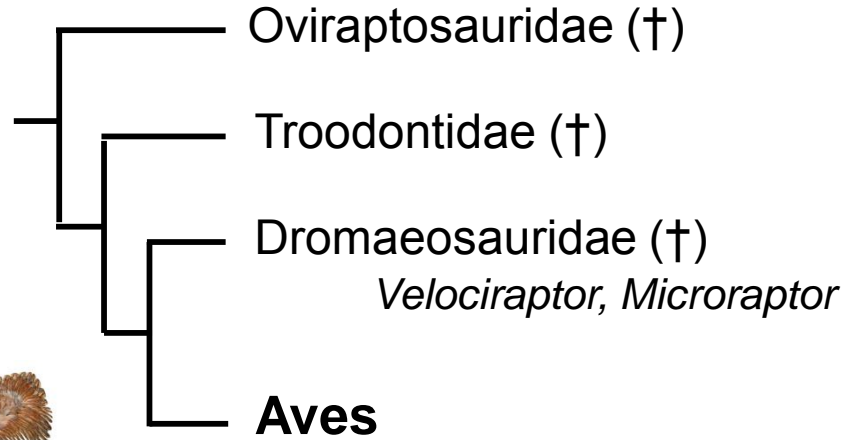 Oviraptosauridae (†)
Troodontidae (†)
Dromaeosauridae (†)
Velociraptor, Microraptor
Aves